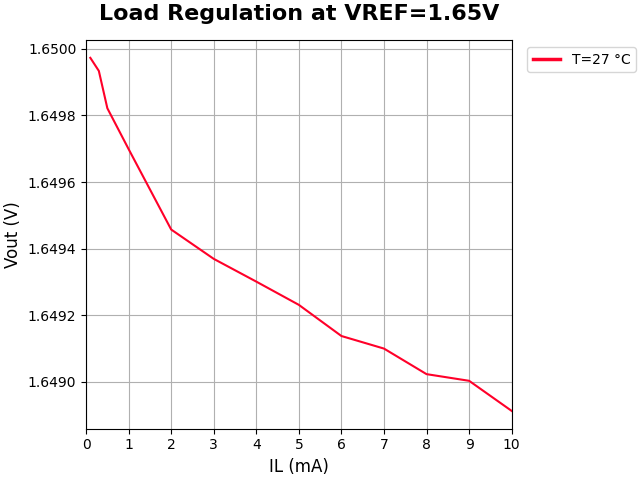 Load Regulation at VREF=1.65V
T=27 °C
Vout (V)
1.6500
1.6498
1.6496
1.6494
1.6492
1.6490
0 1 2 3 4 5 6 7 8 9 10
IL (mA)